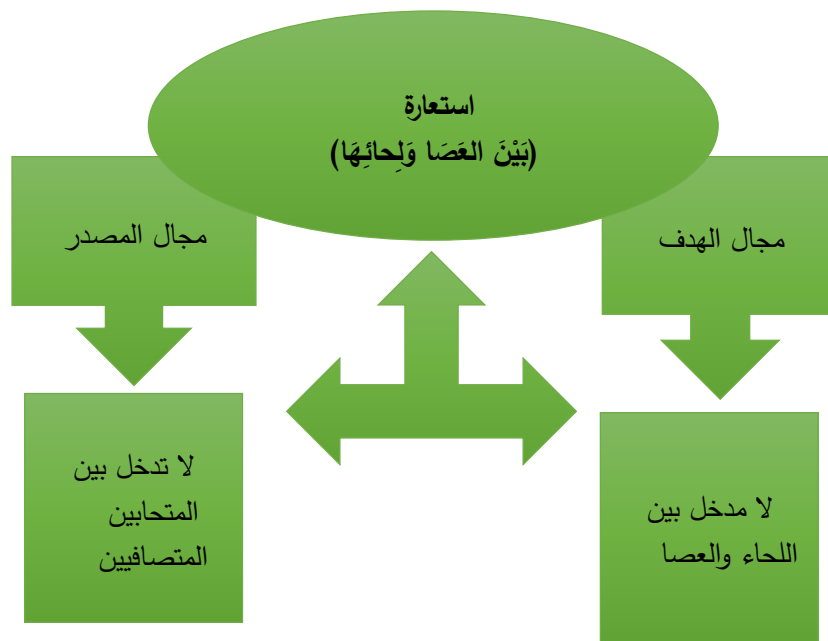 استعارةِ
(بَيْنَ العَصَا وَلِحائِهَا)
مجال الهدف
مجال المصدر
لا مدخل بين
اللحاء والعصا
لا تدخل بين
المتحابين
المتصافيين